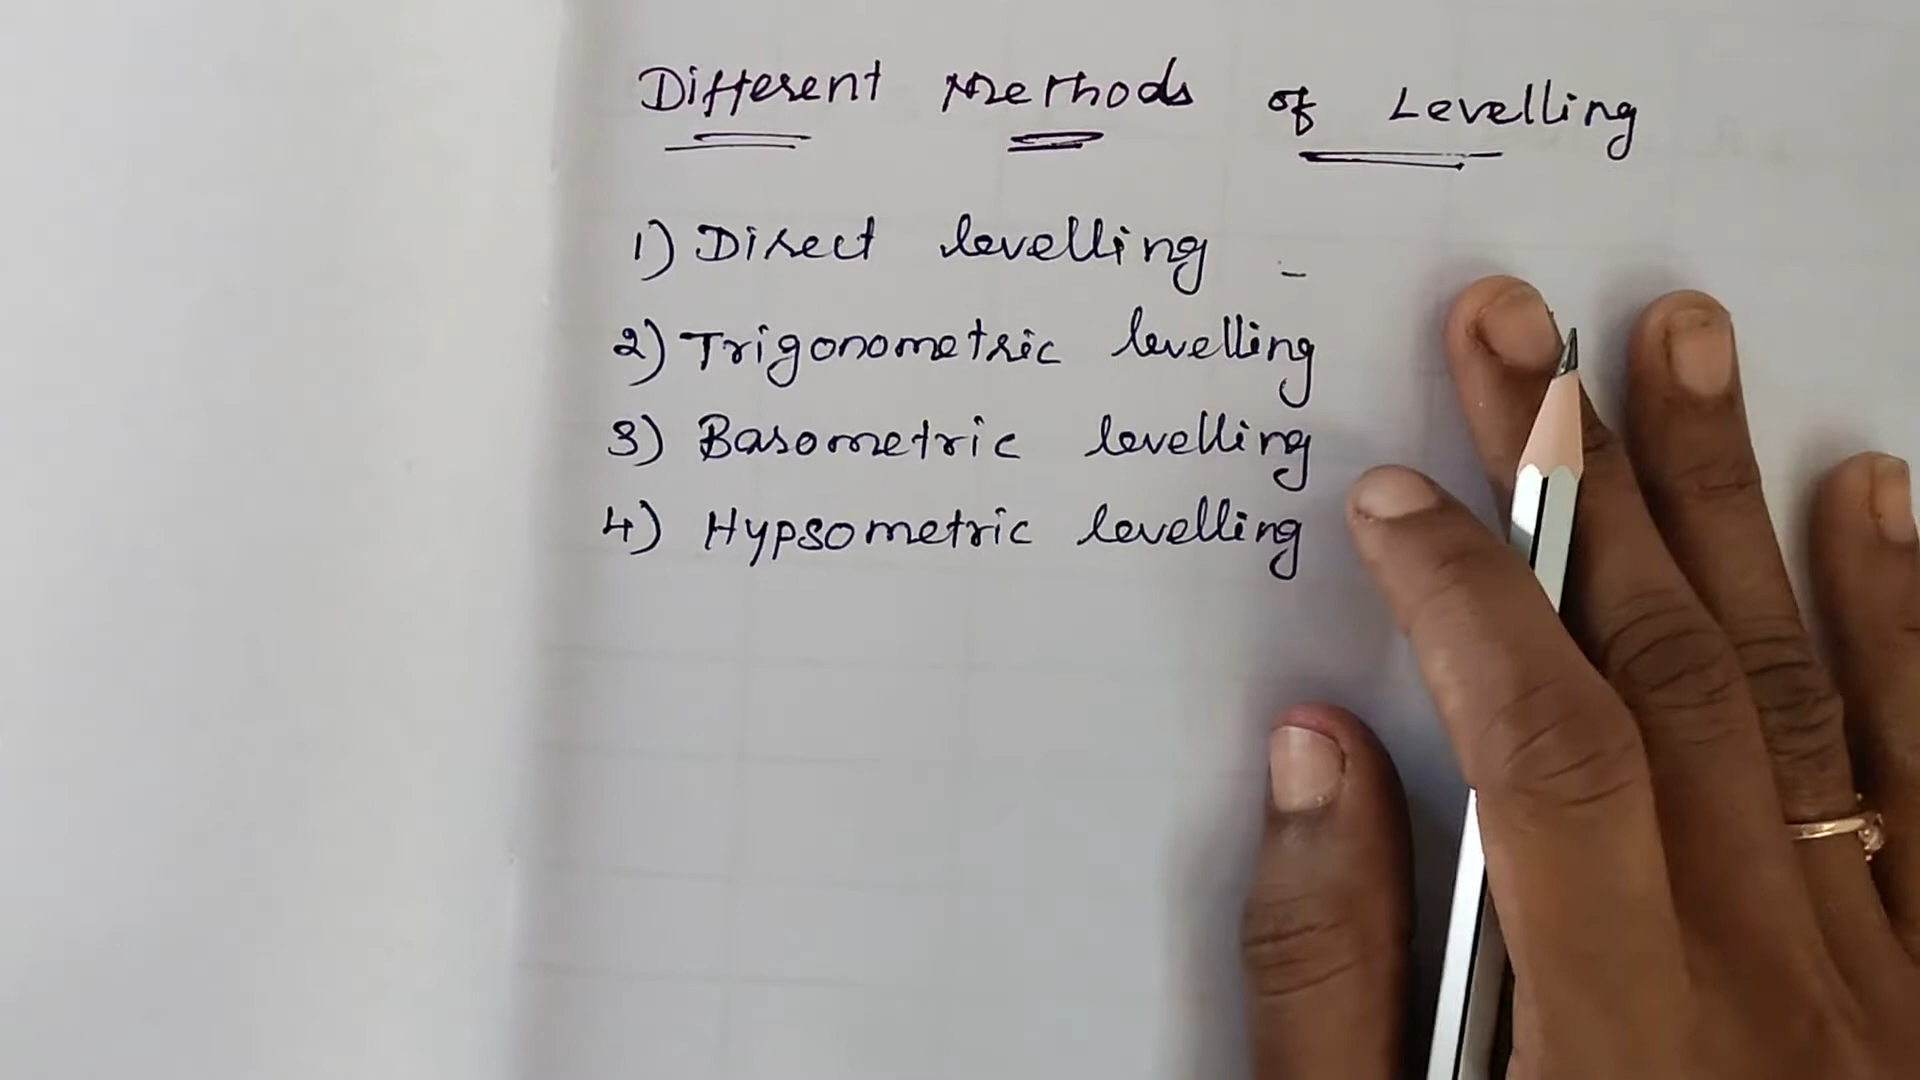 Different Methods of Levelling
1) Direct levelling -
2) Trigonometric levelling
3) Barometric levelling
4) Hypsometric levelling